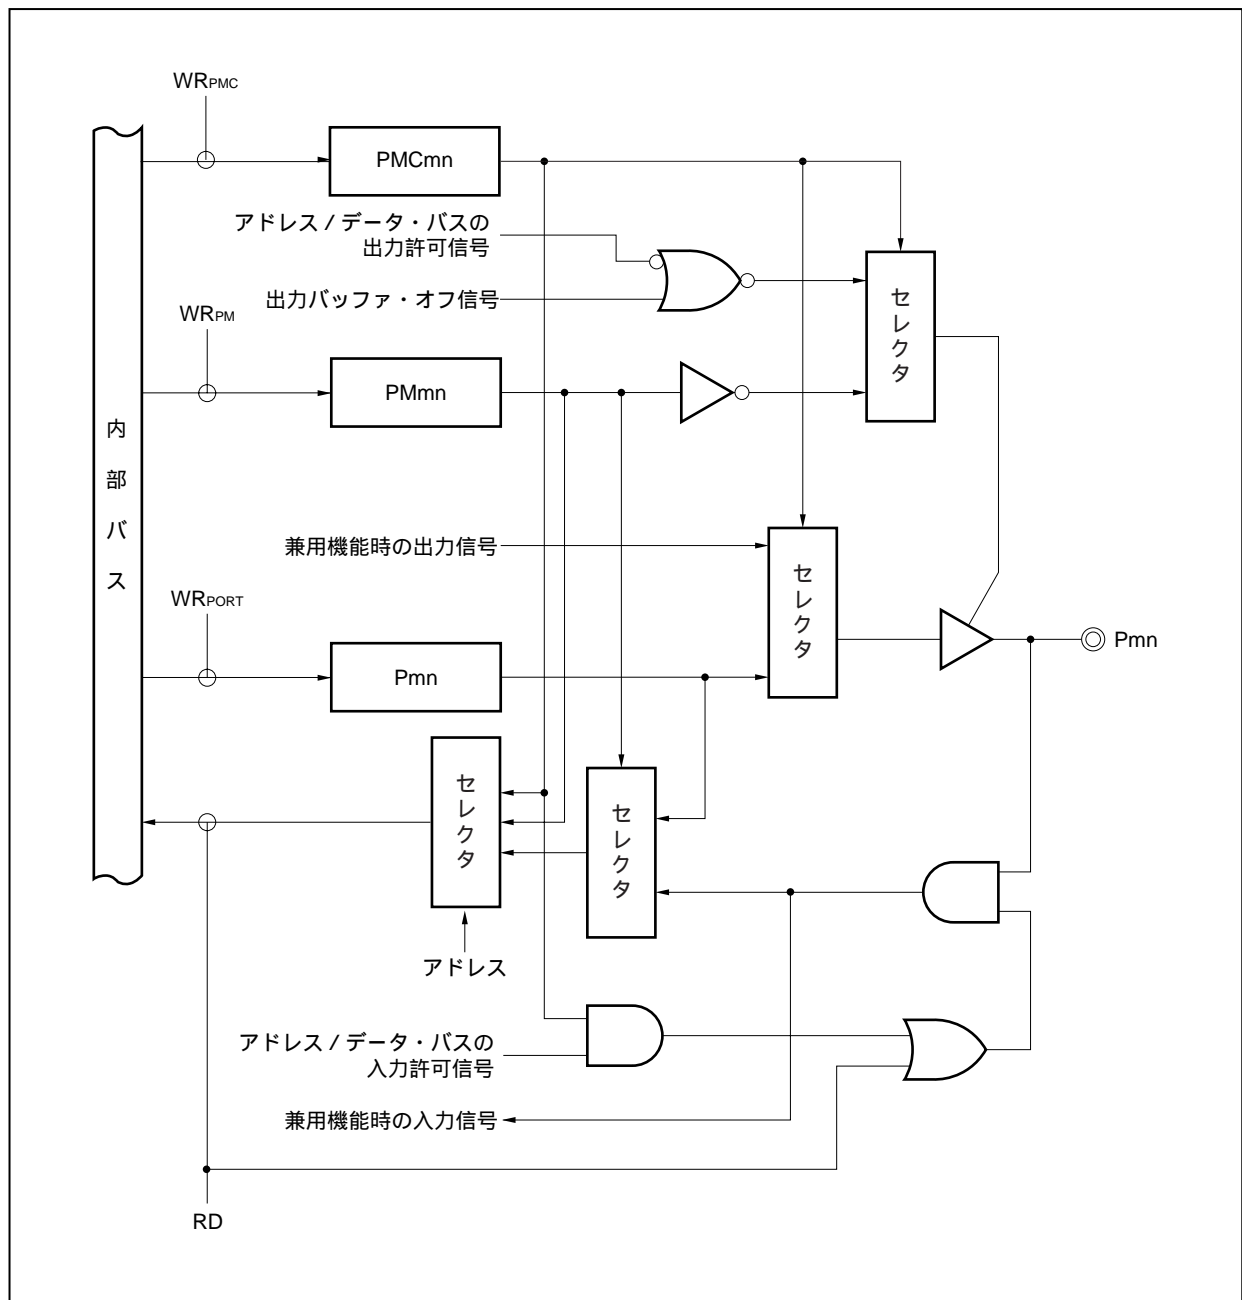 WRPMC
PMCmn
アドレス / データ・バスの
出力許可信号
出力バッファ・オフ信号
セレクタ
WRPM
PMmn
内部バス
兼用機能時の出力信号
セレクタ
WRPORT
Pmn
Pmn
セレクタ
セレクタ
アドレス
アドレス / データ・バスの
入力許可信号
兼用機能時の入力信号
RD